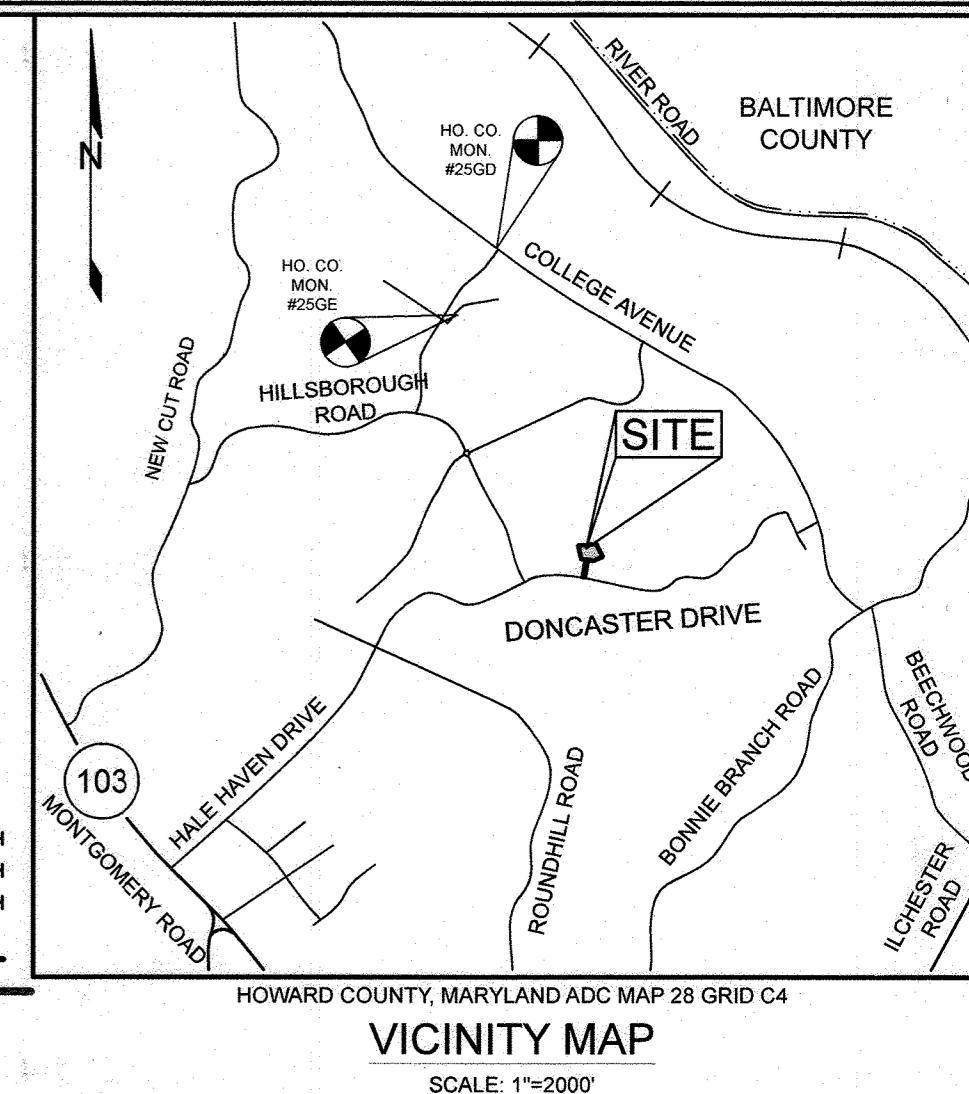 RIVER ROAD
BALTIMORE
COUNTY
HO. CO.
MON.
#25GD
N
COLLEGE AVENUE
HO. CO.
MON.
#25GE
NEW CUT ROAD
HILLSBOROUGH
ROAD
SITE
DONCASTER DRIVE
BEECHWOOD
ROAD
BONNIE BRANCH ROAD
HALE HAVEN DRIVE
103
MONTGOMERY ROAD
ROUNDHILL ROAD
ILCHESTER
ROAD
HOWARD COUNTY, MARYLAND ADC MAP 28 GRID C4
VICINITY MAP
SCALE: 1"=2000'